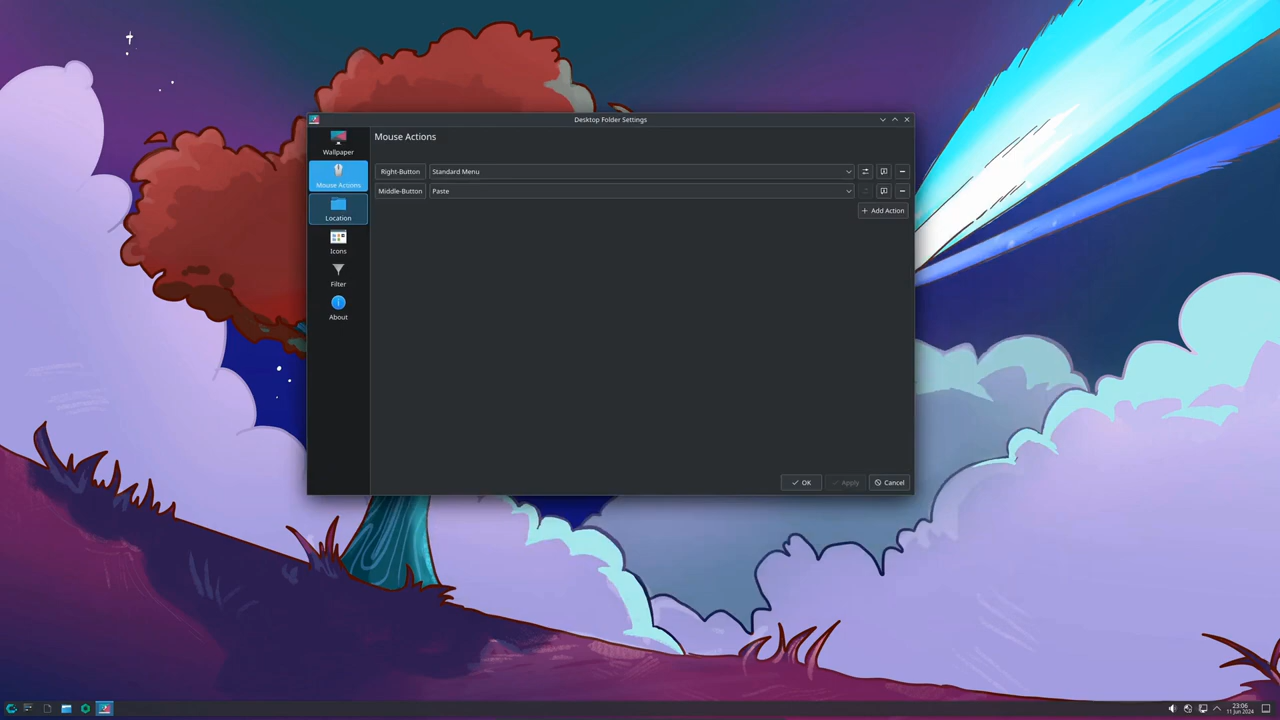 Desktop Folder Settings
Wallpaper
Mouse Actions
Location
Icons
Filter
About
Mouse Actions
Right-Button Standard Menu
Middle-Button Paste
Add Action
OK Apply Cancel
23:06
11 Jun 2024